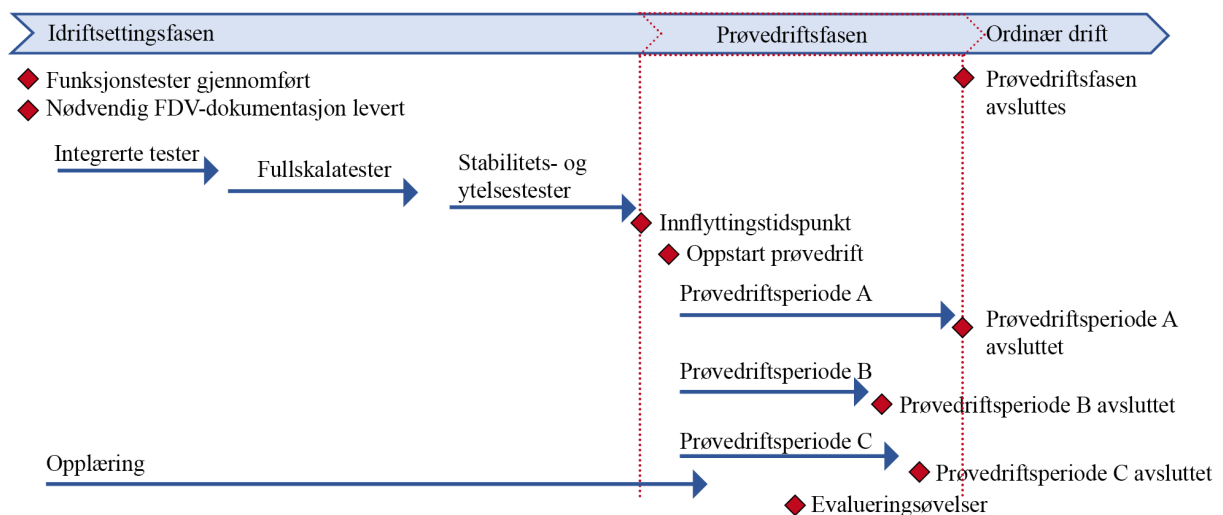 Idriftsettingsfasen
Prøvedriftsfasen
Ordinær drift
Funksjonstester gjennomført
Nødvendig FDV-dokumentasjon levert
Prøvedriftsfasen
avsluttes
Integrerte tester
Fullskalatester
Stabilitets- og
ytelsestester
Innflyttingstidspunkt
Oppstart prøvedrift
Prøvedriftsperiode A
Prøvedriftsperiode A
avsluttet
Prøvedriftsperiode B
Prøvedriftsperiode B avsluttet
Prøvedriftsperiode C
Prøvedriftsperiode C avsluttet
Opplæring
Evalueringsøvelser